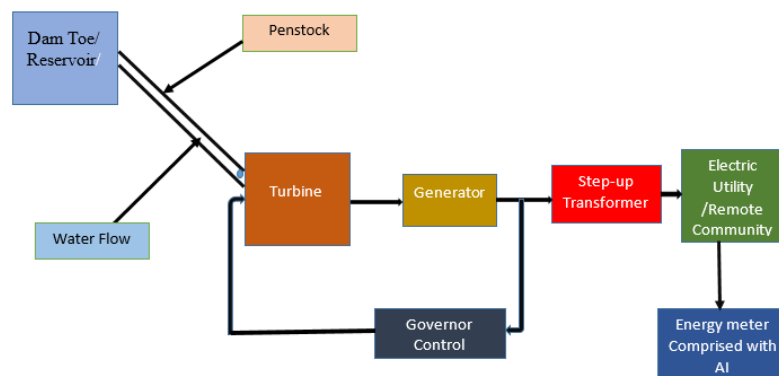 Dam Toe/
Reservoir/
Penstock
Turbine
Generator
Step-up
Transformer
Electric
Utility
/Remote
Community
Water Flow
Governor
Control
Energy meter
Comprised with
AI